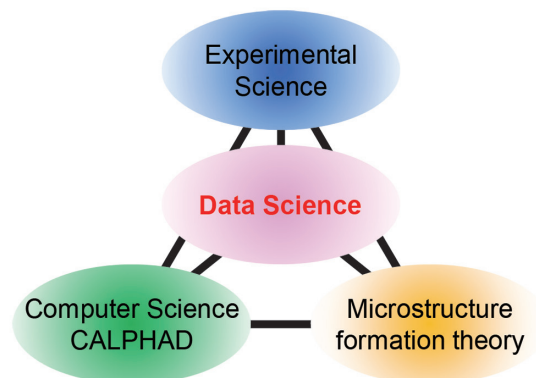 Experimental
Science
Data Science
Computer Science
CALPHAD
Microstructure
formation theory